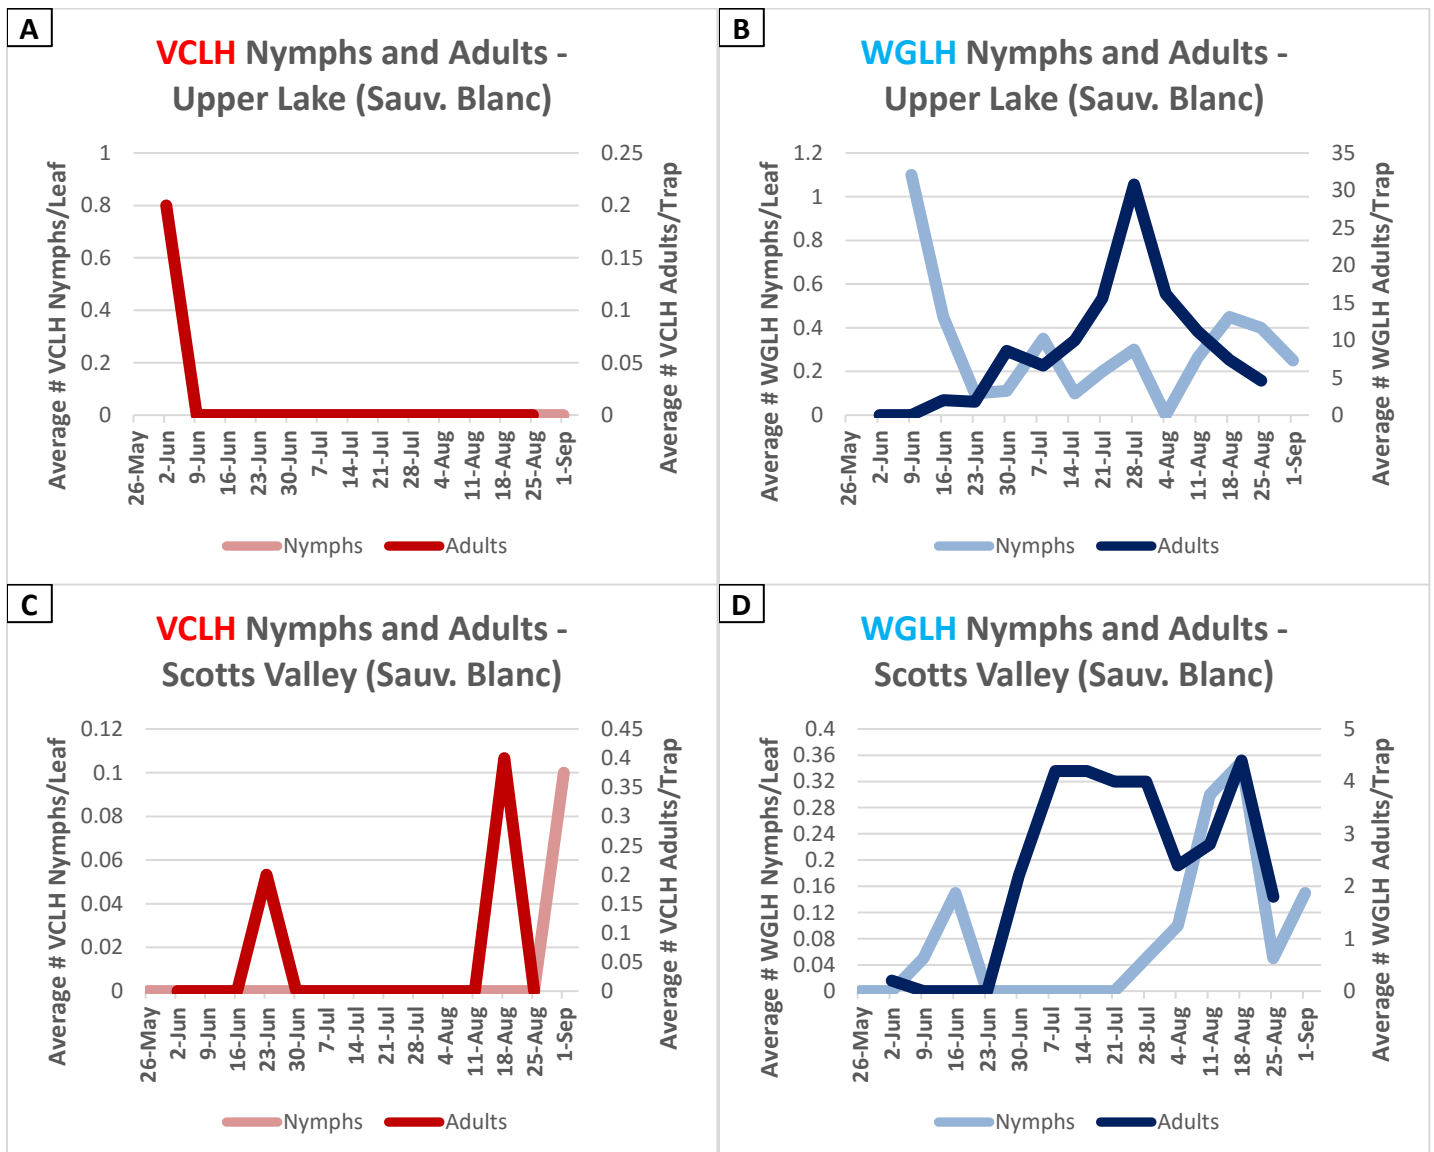 A
VCLH Nymphs and Adults -
Upper Lake (Sauv. Blanc)
Average # VCLH Nymphs/Leaf
1
0.8
0.6
0.4
0.2
0
0.25
0.2
0.15
0.1
0.05
0
Average # VCLH Adults/Trap
26-May
2-Jun
9-Jun
16-Jun
23-Jun
30-Jun
7-Jul
14-Jul
21-Jul
28-Jul
4-Aug
11-Aug
18-Aug
25-Aug
1-Sep
Nymphs Adults
B
WGLH Nymphs and Adults -
Upper Lake (Sauv. Blanc)
Average # WGLH Nymphs/Leaf
1.2
1
0.8
0.6
0.4
0.2
0
35
30
25
20
15
10
5
0
Average # WGLH Adults/Trap
26-May
2-Jun
9-Jun
16-Jun
23-Jun
30-Jun
7-Jul
14-Jul
21-Jul
28-Jul
4-Aug
11-Aug
18-Aug
25-Aug
1-Sep
Nymphs Adults
C
VCLH Nymphs and Adults -
Scotts Valley (Sauv. Blanc)
Average # VCLH Nymphs/Leaf
0.12
0.1
0.08
0.06
0.04
0.02
0
0.45
0.4
0.35
0.3
0.25
0.2
0.15
0.1
0.05
0
Average # VCLH Adults/Trap
26-May
2-Jun
9-Jun
16-Jun
23-Jun
30-Jun
7-Jul
14-Jul
21-Jul
28-Jul
4-Aug
11-Aug
18-Aug
25-Aug
1-Sep
Nymphs Adults
D
WGLH Nymphs and Adults -
Scotts Valley (Sauv. Blanc)
Average # WGLH Nymphs/Leaf
0.4
0.36
0.32
0.28
0.24
0.2
0.16
0.12
0.08
0.04
0
5
4
3
2
1
0
Average # WGLH Adults/Trap
26-May
2-Jun
9-Jun
16-Jun
23-Jun
30-Jun
7-Jul
14-Jul
21-Jul
28-Jul
4-Aug
11-Aug
18-Aug
25-Aug
1-Sep
Nymphs Adults